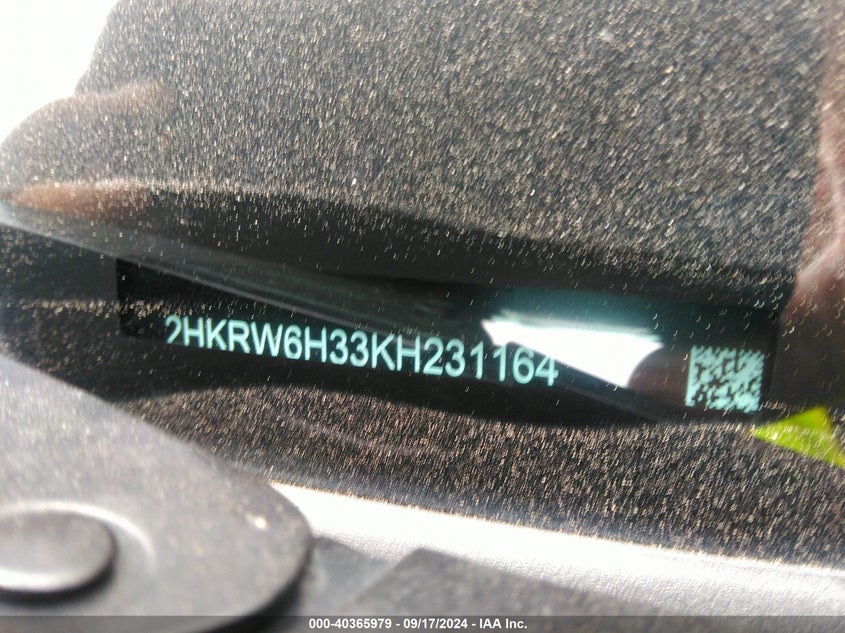 2HKRW6H33KH231164
000-40365979 - 09/17/2024 - IAA Inc.